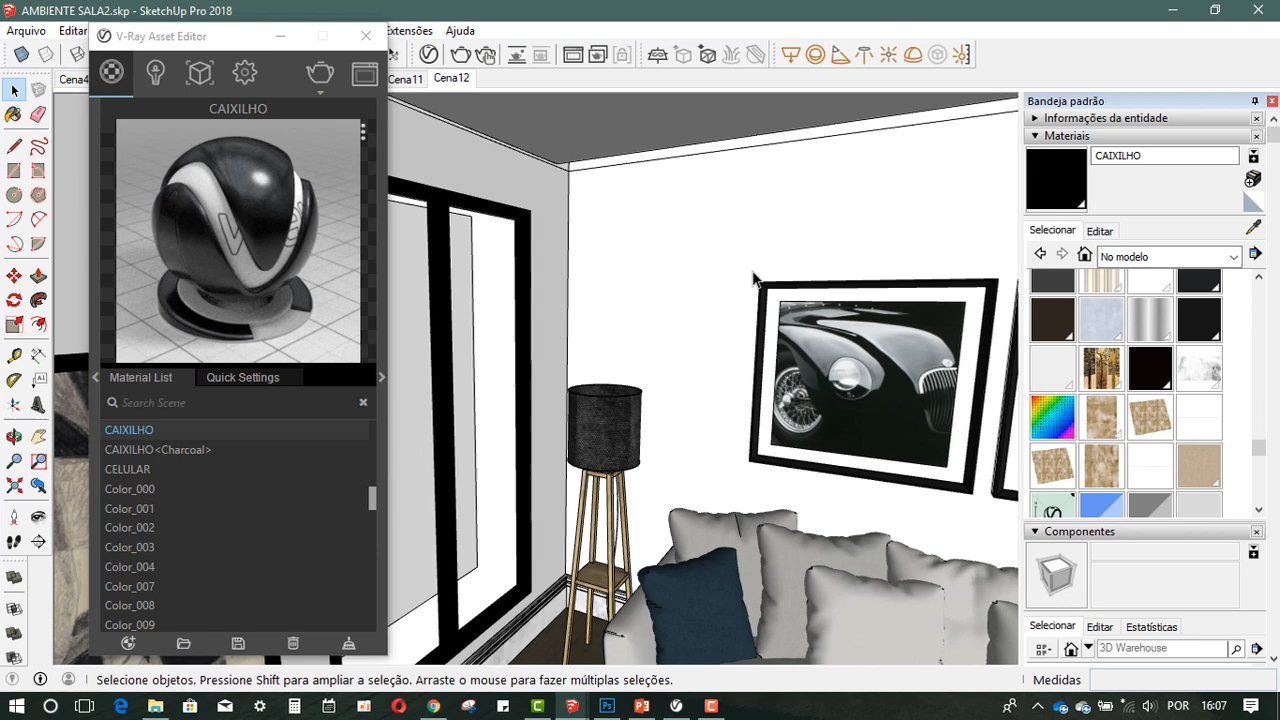 AMBIENTE SALA2.skp - SketchUp Pro 2018
Arquivo Editar Extensões Ajuda
V-Ray Asset Editor
Cena4 Cena11 Cena12
CAIXILHO
Material List Quick Settings
Search Scene
CAIXILHO
CAIXILHO<Charcoal>
CELULAR
Color_000
Color_001
Color_002
Color_003
Color_004
Color_007
Color_008
Color_009
Bandeja padrão
Informações da entidade
Materiais
CAIXILHO
Selecionar Editar
No modelo
Componentes
Selecionar Editar Estatísticas
3D Warehouse
Selecione objetos. Pressione Shift para ampliar a seleção. Arraste o mouse para fazer múltiplas seleções.
Medidas
POR 16:07